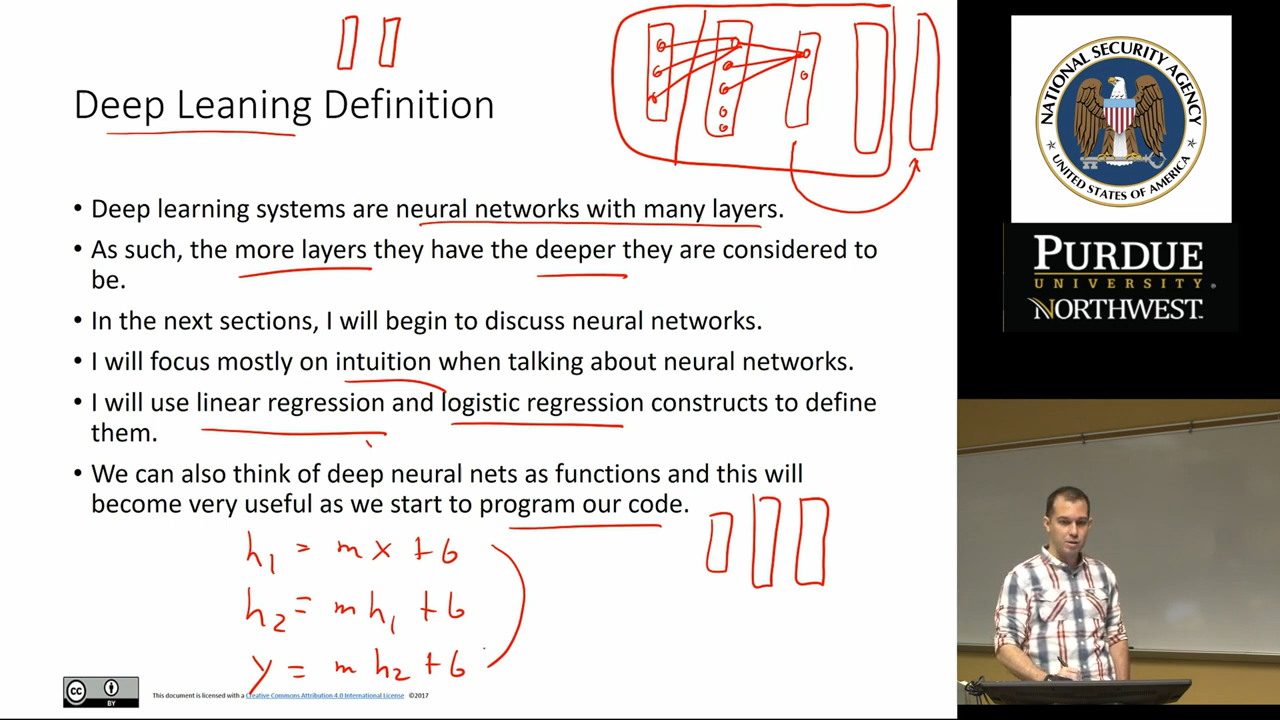 Deep Leaning Definition
• Deep learning systems are neural networks with many layers.
• As such, the more layers they have the deeper they are considered to
be.
• In the next sections, I will begin to discuss neural networks.
• I will focus mostly on intuition when talking about neural networks.
• I will use linear regression and logistic regression constructs to define
them.
• We can also think of deep neural nets as functions and this will
become very useful as we start to program our code.
h₁ = mx + b
h₂ = mh₁ + b
y = mh₂ + b
cc
BY
This document is licensed with a Creative Commons Attribution 4.0 International License ©2017
NATIONAL SECURITY AGENCY
UNITED STATES OF AMERICA
PURDUE
UNIVERSITY
NORTHWEST